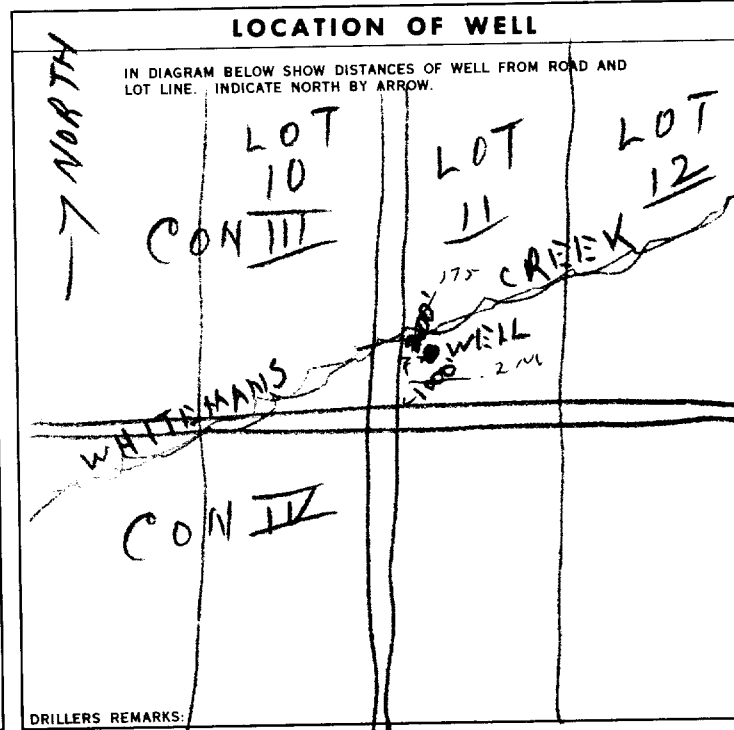 LOCATION OF WELL
IN DIAGRAM BELOW SHOW DISTANCES OF WELL FROM ROAD AND
LOT LINE. INDICATE NORTH BY ARROW.
NORTH
LOT
10
CON III
LOT
11
LOT
12
CREEK
175
WELL
.2 M
100'
WHITEMANS
CON IV
DRILLERS REMARKS: